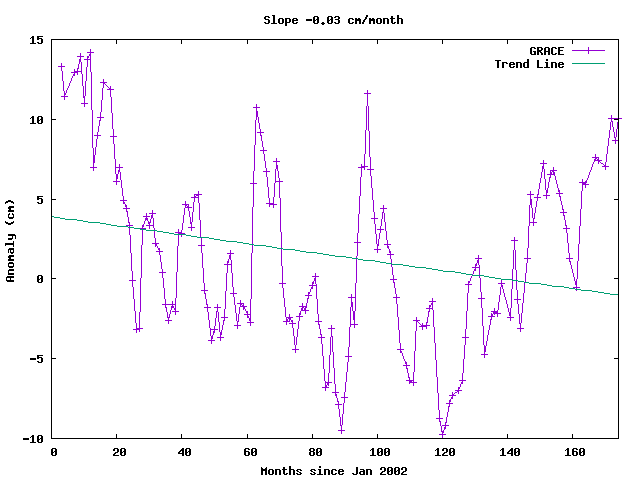 Slope -0.03 cm/month
GRACE
Trend Line
15
10
5
0
-5
-10
Anomaly (cm)
0 20 40 60 80 100 120 140 160
Months since Jan 2002